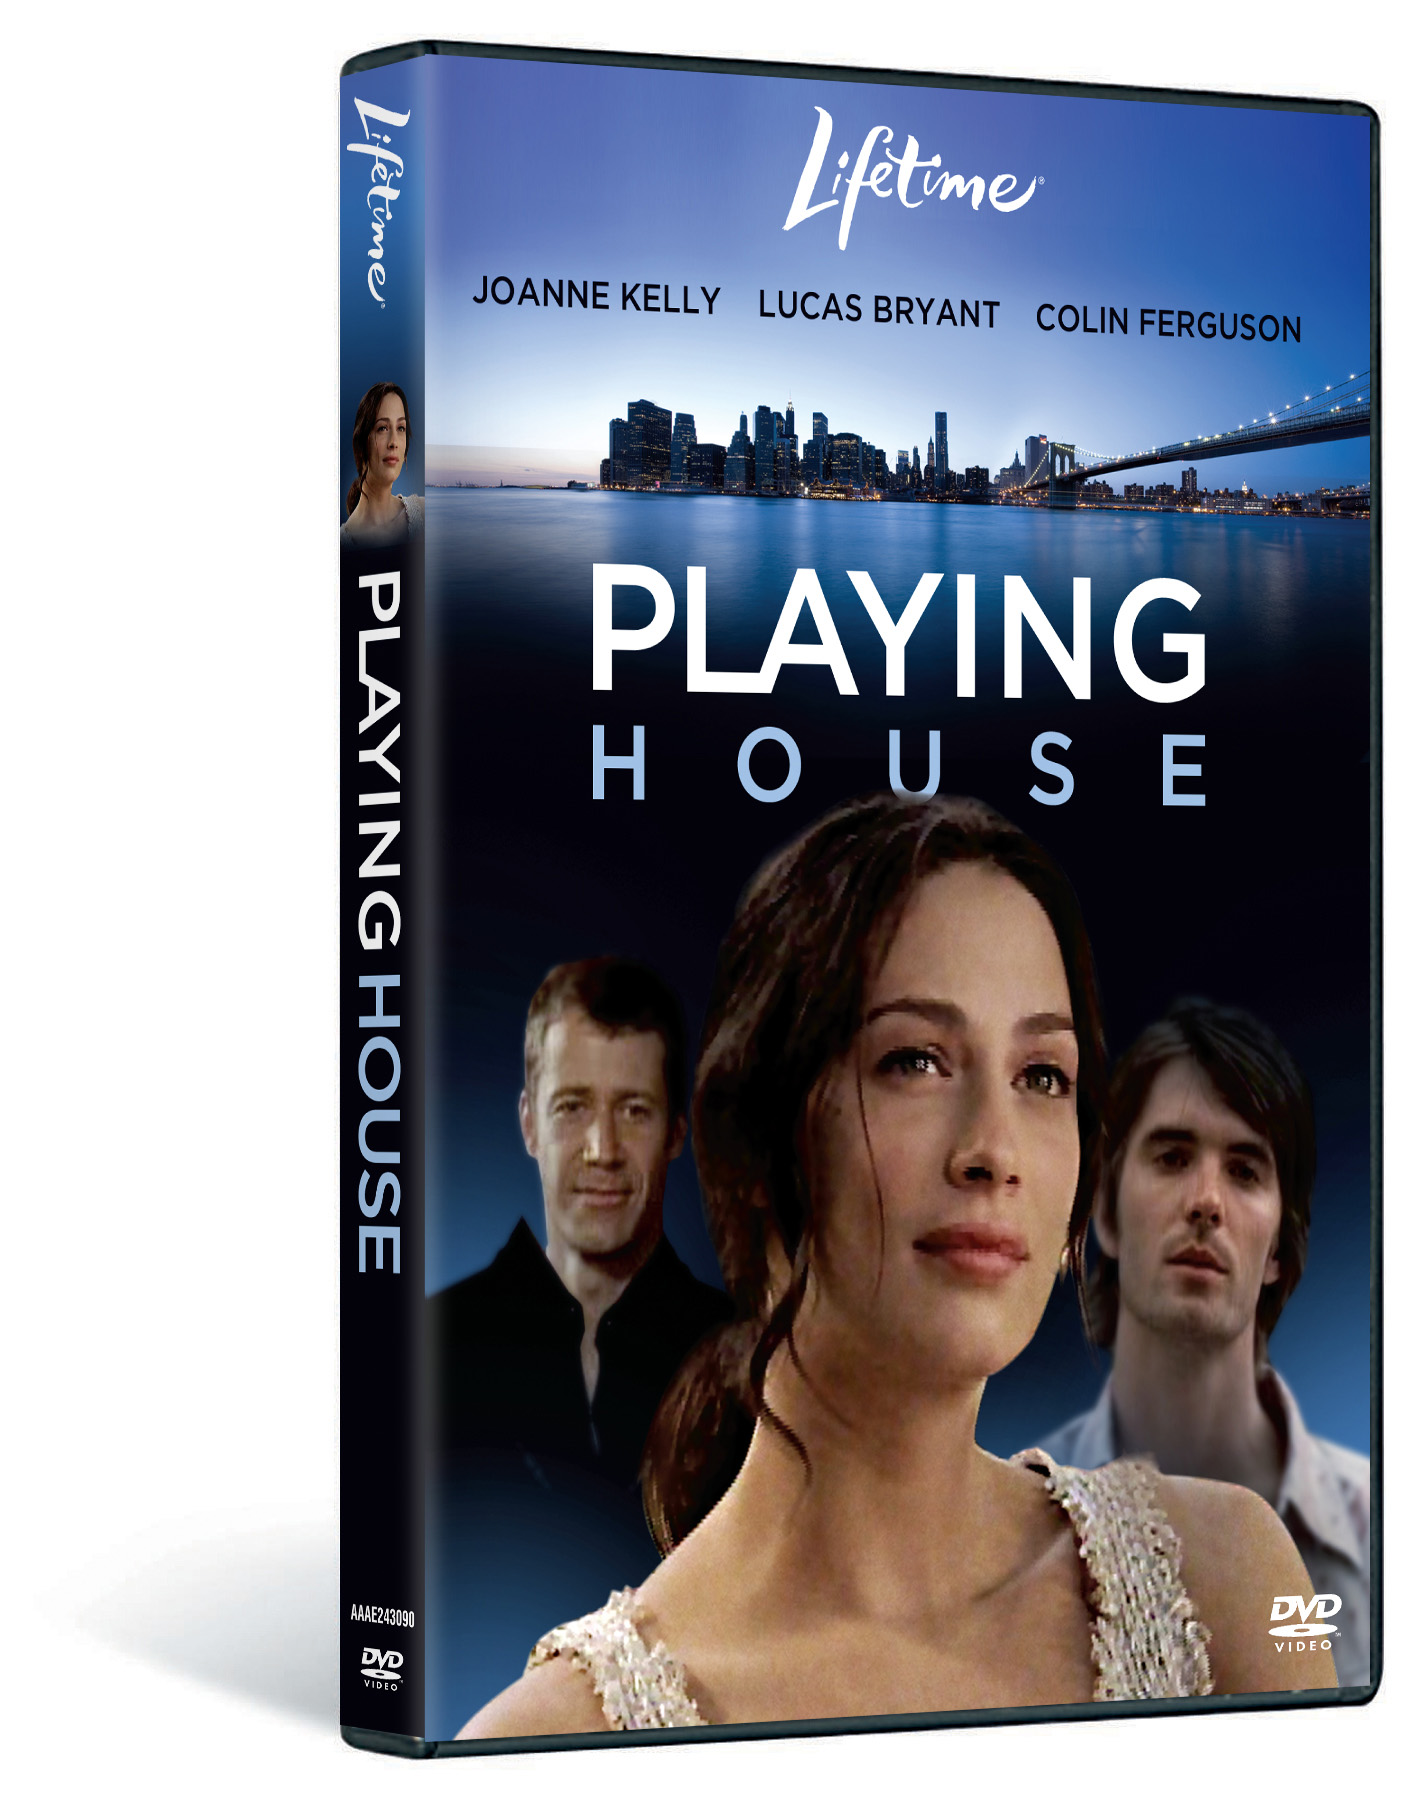 Lifetime®
JOANNE KELLY LUCAS BRYANT COLIN FERGUSON
PLAYING
HOUSE
DVD
VIDEO
Lifetime®
PLAYING HOUSE
AAAE243090
DVD
VIDEO